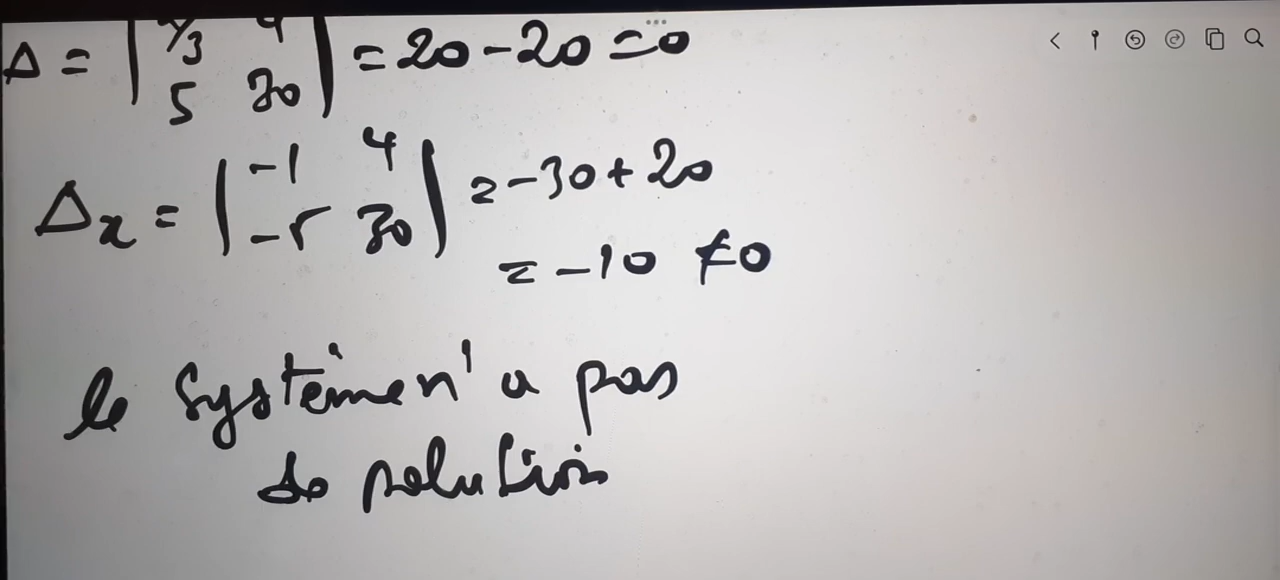 Δ = | 2/3 4 | = 20 - 20 = 0
| 5 30 |
Δx = | -1 4 | = -30 + 20
| -5 30 |
= -10 ≠ 0
le système n'a pas
de solution